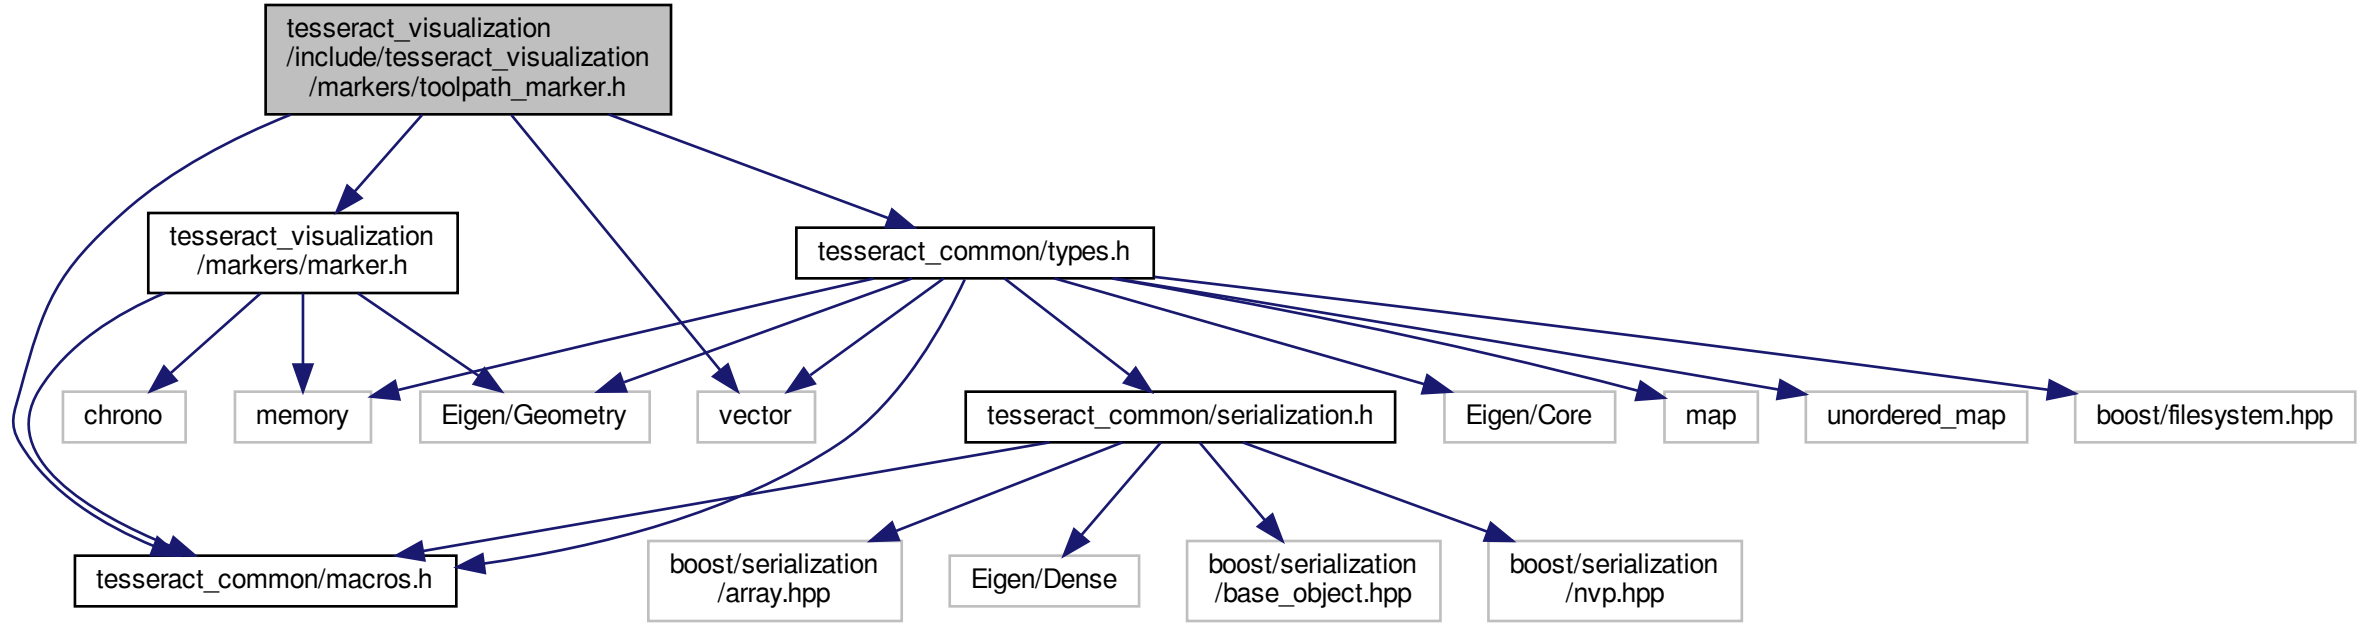 tesseract_visualization
/include/tesseract_visualization
/markers/toolpath_marker.h
tesseract_visualization
/markers/marker.h
tesseract_common/types.h
chrono
memory
Eigen/Geometry
vector
tesseract_common/serialization.h
Eigen/Core
map
unordered_map
boost/filesystem.hpp
tesseract_common/macros.h
boost/serialization
/array.hpp
Eigen/Dense
boost/serialization
/base_object.hpp
boost/serialization
/nvp.hpp